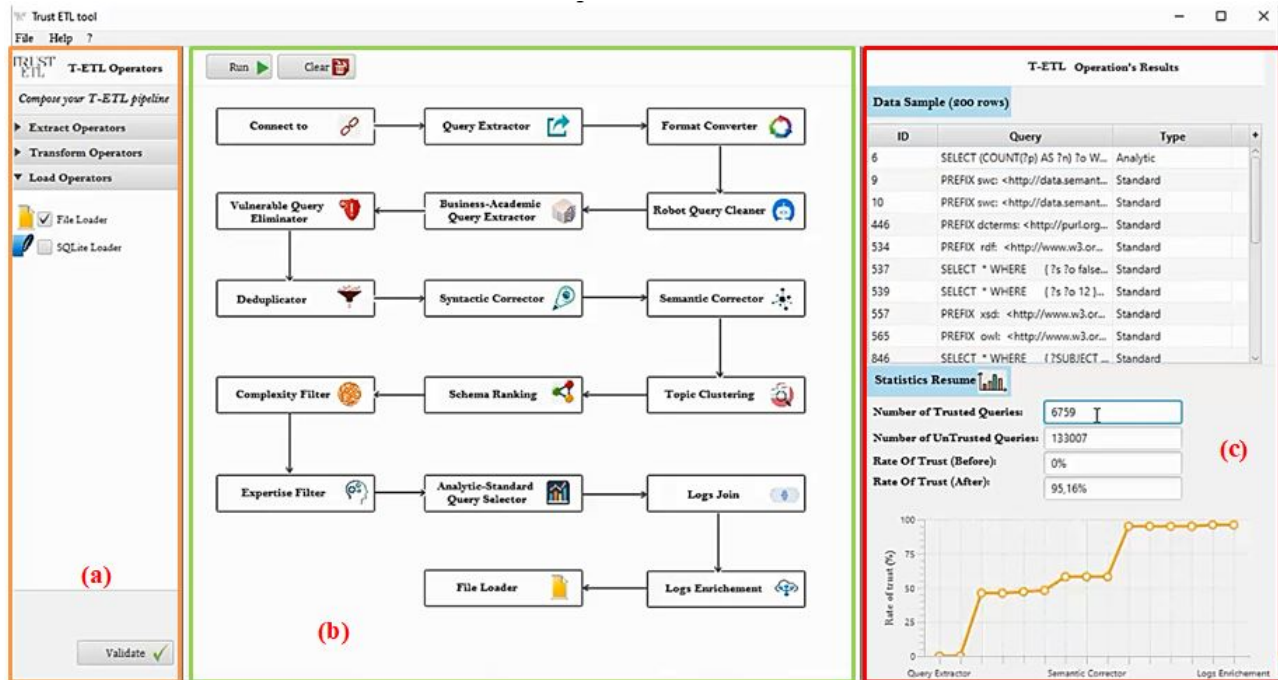 Trust ETL tool
File Help ?
TRUST
ETL
T-ETL Operators
Compose your T-ETL pipeline
Extract Operators
Transform Operators
Load Operators
File Loader
SQLite Loader
(a)
Validate
Run
Clear
Connect to
Query Extractor
Format Converter
Vulnerable Query
Eliminator
Business-Academic
Query Extractor
Robot Query Cleaner
Deduplicator
Syntactic Corrector
Semantic Corrector
Complexity Filter
Schema Ranking
Topic Clustering
Expertise Filter
Analytic-Standard
Query Selector
Logs Join
File Loader
Logs Enrichement
(b)
T-ETL Operation's Results
Data Sample (200 rows)
ID Query Type +
6 SELECT (COUNT(?p) AS ?n) ?o W... Analytic
9 PREFIX swc: <http://data.semant... Standard
10 PREFIX swc: <http://data.semant... Standard
446 PREFIX dcterms: <http://purl.org... Standard
534 PREFIX rdf: <http://www.w3.or... Standard
537 SELECT * WHERE { ?s ?o false... Standard
539 SELECT * WHERE { ?s ?o 12 }... Standard
557 PREFIX xsd: <http://www.w3.or... Standard
565 PREFIX owl: <http://www.w3.or... Standard
846 SELECT * WHERE { ?SUBJECT ... Standard
Statistics Resume
Number of Trusted Queries: 6759
Number of UnTrusted Queries: 133007
Rate Of Trust (Before): 0%
Rate Of Trust (After): 95,16%
(c)
Rate of trust (%)
100
75
50
25
0
Query Extractor Semantic Corrector Logs Enrichement